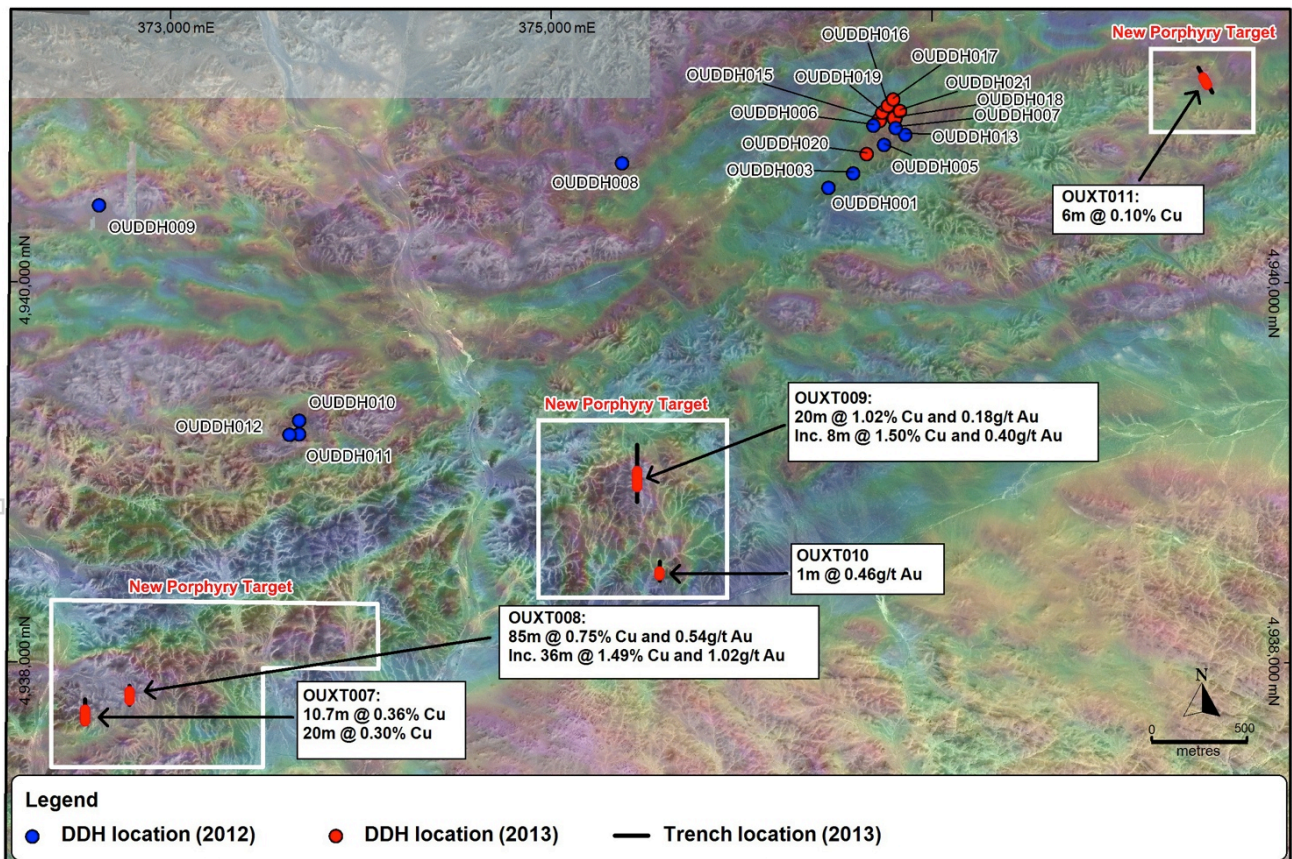 373,000 mE
375,000 mE
OUDDH016
OUDDH017
New Porphyry Target
OUDDH015
OUDDH019
OUDDH021
OUDDH006
OUDDH018
OUDDH007
OUDDH020
OUDDH013
OUDDH008
OUDDH003
OUDDH005
OUDDH001
OUDDH009
OUXT011:
6m @ 0.10% Cu
4,940,000 mN
4,940,000 mN
OUDDH010
OUDDH012
OUDDH011
New Porphyry Target
OUXT009:
20m @ 1.02% Cu and 0.18g/t Au
Inc. 8m @ 1.50% Cu and 0.40g/t Au
OUXT010
1m @ 0.46g/t Au
New Porphyry Target
OUXT008:
85m @ 0.75% Cu and 0.54g/t Au
Inc. 36m @ 1.49% Cu and 1.02g/t Au
4,938,000 mN
4,938,000 mN
OUXT007:
10.7m @ 0.36% Cu
20m @ 0.30% Cu
N
0 500
metres
Legend
DDH location (2012) DDH location (2013) Trench location (2013)